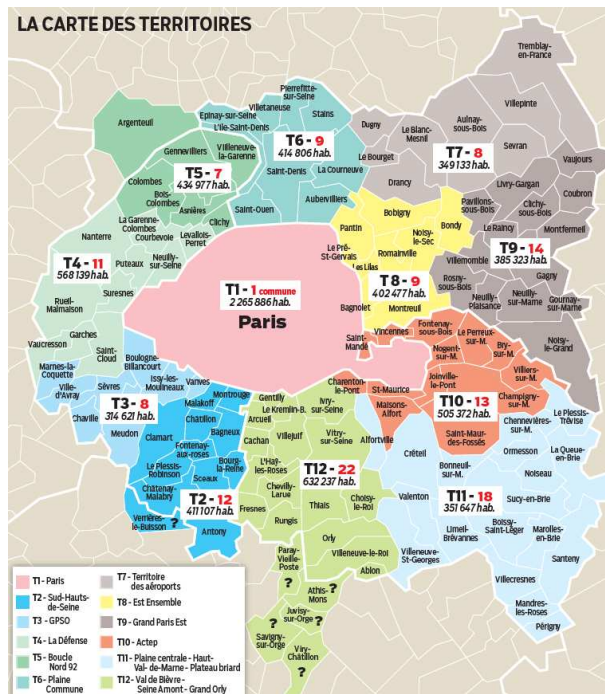 LA CARTE DES TERRITOIRES
Tremblay-
en-France
Pierrefitte-
sur-Seine
Villetaneuse
Epinay-sur-Seine
Stains
L'Ile-Saint-Denis
Argenteuil
Villepinte
Dugny
Le Blanc-
Mesnil
Aulnay-
sous-Bois
T6 - 9
414 806 hab.
Villeneuve-
la-Garenne
Gennevilliers
T5 - 7
434 977 hab.
Le Bourget
T7 - 8
349 133 hab.
Sevran
Vaujours
Saint-Denis
La Courneuve
Drancy
Livry-Gargan
Colombes
Bois-
Colombes
Aubervilliers
Saint-Ouen
Asnières
Clichy
Bobigny
Pavillons-
sous-Bois
Clichy-
sous-Bois
Coubron
La Garenne-
Colombes
Courbevoie
Levallois-
Perret
Pantin
Noisy-
le-Sec
Bondy
Le Raincy
Montfermeil
Nanterre
Le Pré-
St-Gervais
Romainville
T9 - 14
385 323 hab.
Villemomble
T4 - 11
568 139 hab.
Puteaux
Neuilly-
sur-Seine
Les Lilas
T8 - 9
402 477 hab.
Rosny-
sous-Bois
Gagny
T1 - 1 commune
2 265 886 hab.
Paris
Suresnes
Rueil-
Malmaison
Bagnolet
Montreuil
Neuilly-
Plaisance
Neuilly-
sur-Marne
Gournay-
sur-Marne
Noisy-
le-Grand
Garches
Vaucresson
Saint-
Cloud
Saint-
Mandé
Vincennes
Fontenay-
sous-Bois
Le Perreux-
sur-M.
Nogent-
sur-M.
Bry-
sur-M.
Marnes-la-
Coquette
Boulogne-
Billancourt
Ville-
d'Avray
Sèvres
Issy-les-
Moulineaux
Vanves
Charenton-
le-Pont
St-Maurice
Joinville-
le-Pont
Villiers-
sur-M.
T3 - 8
314 621 hab.
Chaville
Meudon
Malakoff
Montrouge
Gentilly
Le Kremlin-B.
Ivry-
sur-Seine
Maisons-
Alfort
T10 - 13
505 372 hab.
Champigny-
sur-M.
Le Plessis-
Trévise
Châtillon
Clamart
Bagneux
Arcueil
Cachan
Villejuif
Vitry-
sur-Seine
Alfortville
Saint-Maur-
des-Fossés
Chennevières-
sur-M.
Fontenay-
aux-roses
Bourg-
la-Reine
L'Haÿ-
les-Roses
T12 - 22
632 237 hab.
Créteil
Ormesson
La Queue-
en-Brie
Le Plessis-
Robinson
Sceaux
Chevilly-
Larue
Bonneuil-
sur-M.
Noiseau
Châtenay-
Malabry
T2 - 12
411 107 hab.
Fresnes
Thiais
Choisy-
le-Roi
Valenton
T11 - 18
351 647 hab.
Sucy-en-Brie
Verrières-
le-Buisson ?
Antony
Rungis
Orly
Limeil-
Brévannes
Boissy-
Saint-Léger
Marolles-
en-Brie
Paray-
Vieille-
Poste
?
Villeneuve-le-Roi
Villeneuve-
St-Georges
Santeny
Athis-
Mons
?
Ablon
Villecresnes
Juvisy-
sur-Orge ?
Mandres-
les-Roses
Savigny-
sur-Orge
?
Viry-
Châtillon
?
Périgny
T1 - Paris
T2 - Sud-Hauts-
de-Seine
T3 - GPSO
T4 - La Défense
T5 - Boucle
Nord 92
T6 - Plaine
Commune
T7 - Territoire
des aéroports
T8 - Est Ensemble
T9 - Grand Paris Est
T10 - Actep
T11 - Plaine centrale - Haut-
Val- de-Marne - Plateau briard
T12 - Val de Bièvre -
Seine Amont - Grand Orly